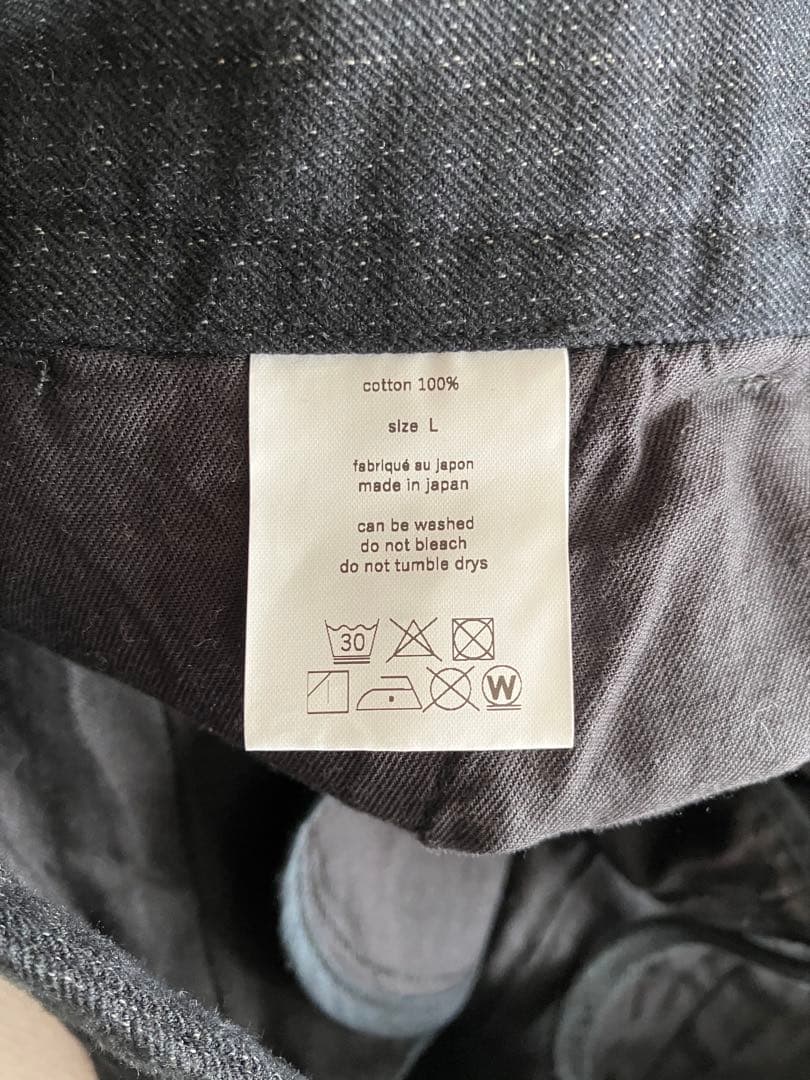 cotton 100%
size L
fabriqué au japon
made in japan
can be washed
do not bleach
do not tumble drys
30
W